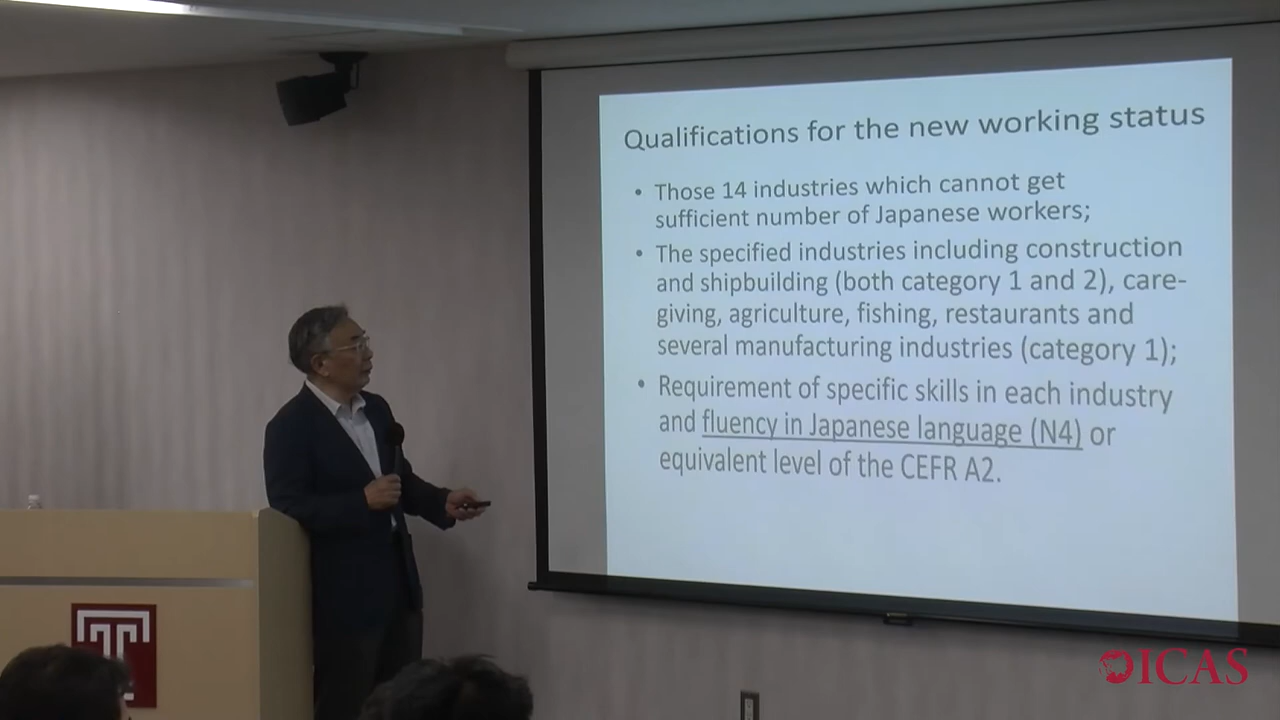 Qualifications for the new working status
• Those 14 industries which cannot get
sufficient number of Japanese workers;
• The specified industries including construction
and shipbuilding (both category 1 and 2), care-
giving, agriculture, fishing, restaurants and
several manufacturing industries (category 1);
• Requirement of specific skills in each industry
and fluency in Japanese language (N4) or
equivalent level of the CEFR A2.
T
ICAS